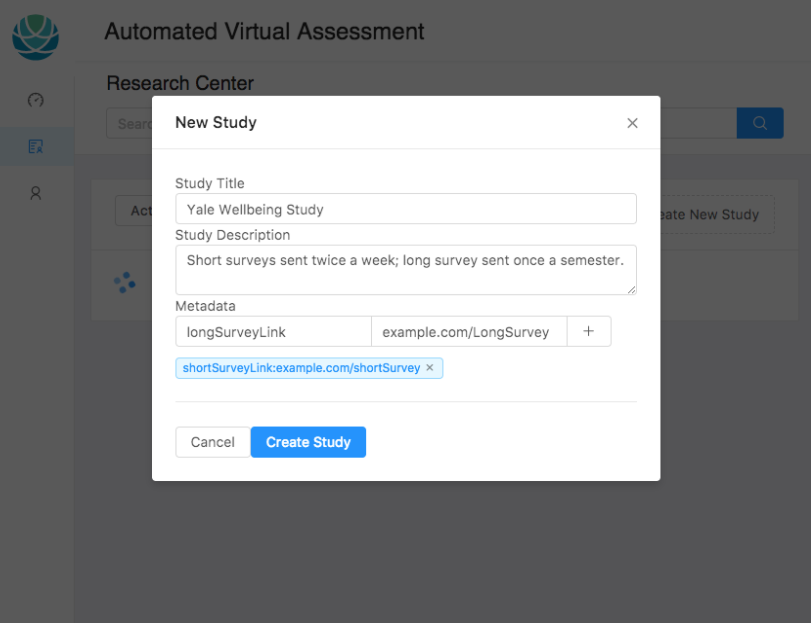 Automated Virtual Assessment
Research Center
Searc
New Study
Study Title
Act
Yale Wellbeing Study
eate New Study
Study Description
Short surveys sent twice a week; long survey sent once a semester.
Metadata
longSurveyLink
example.com/LongSurvey
+
shortSurveyLink:example.com/shortSurvey
Cancel
Create Study